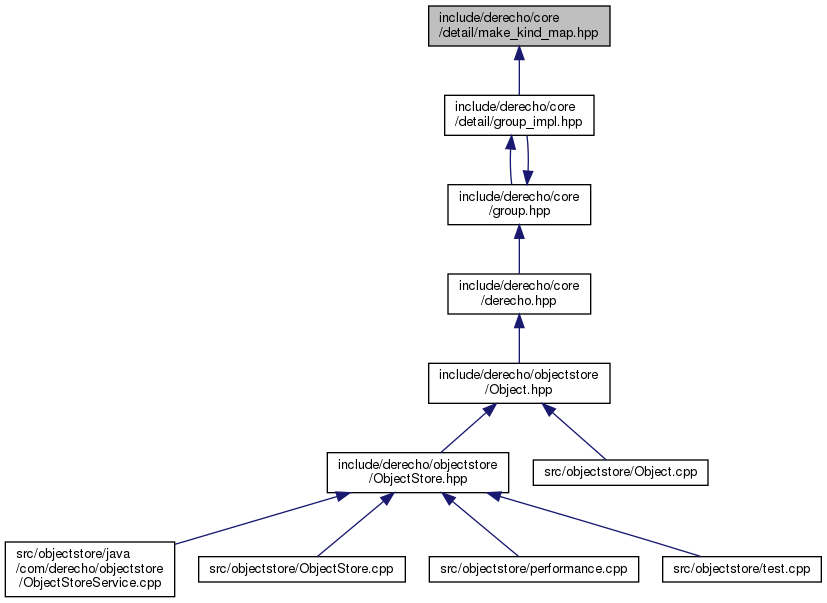 include/derecho/core
/detail/make_kind_map.hpp
include/derecho/core
/detail/group_impl.hpp
include/derecho/core
/group.hpp
include/derecho/core
/derecho.hpp
include/derecho/objectstore
/Object.hpp
include/derecho/objectstore
/ObjectStore.hpp
src/objectstore/Object.cpp
src/objectstore/java
/com/derecho/objectstore
/ObjectStoreService.cpp
src/objectstore/ObjectStore.cpp
src/objectstore/performance.cpp
src/objectstore/test.cpp